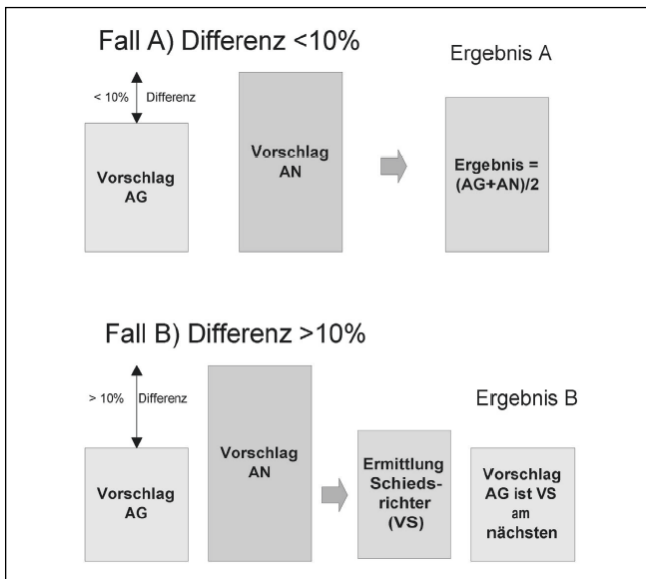 Fall A) Differenz <10%
Ergebnis A
< 10% Differenz
Vorschlag
AG
Vorschlag
AN
Ergebnis =
(AG+AN)/2
Fall B) Differenz >10%
Ergebnis B
> 10% Differenz
Vorschlag
AG
Vorschlag
AN
Ermittlung
Schieds-
richter
(VS)
Vorschlag
AG ist VS
am
nächsten